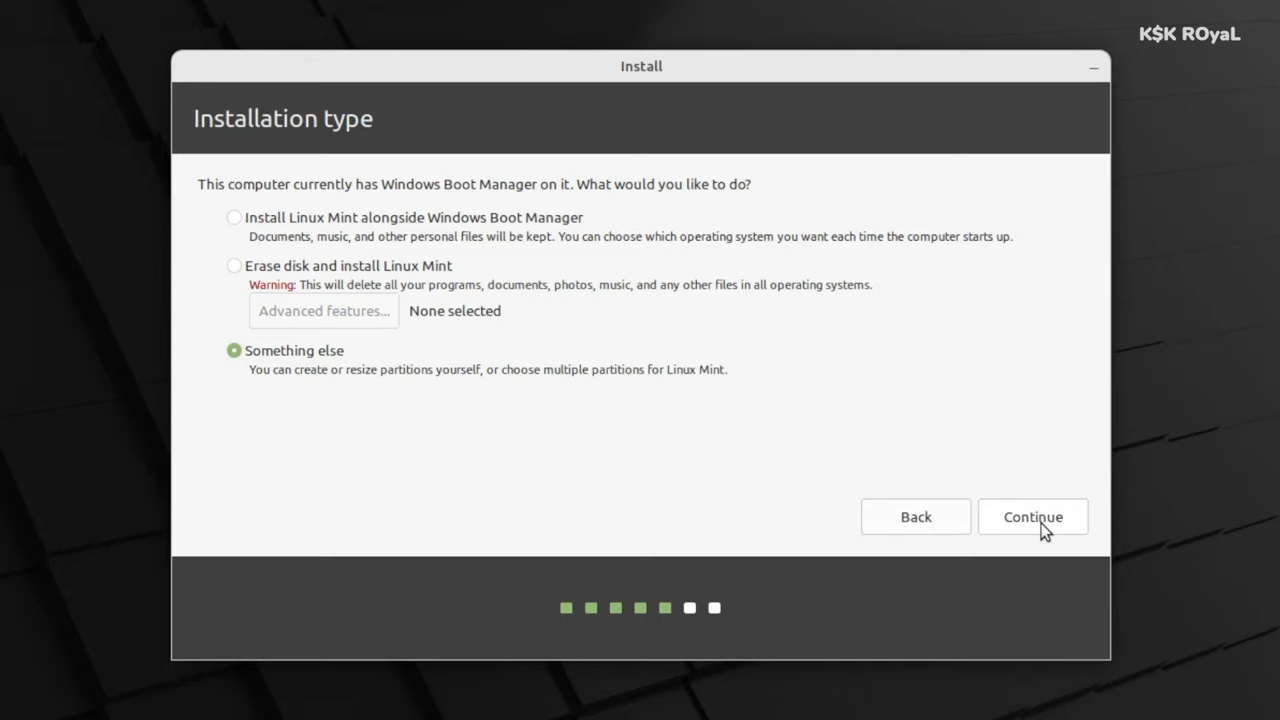 K$K ROyaL
Install
Installation type
This computer currently has Windows Boot Manager on it. What would you like to do?
Install Linux Mint alongside Windows Boot Manager
Documents, music, and other personal files will be kept. You can choose which operating system you want each time the computer starts up.
Erase disk and install Linux Mint
Warning: This will delete all your programs, documents, photos, music, and any other files in all operating systems.
Advanced features... None selected
Something else
You can create or resize partitions yourself, or choose multiple partitions for Linux Mint.
Back Continue